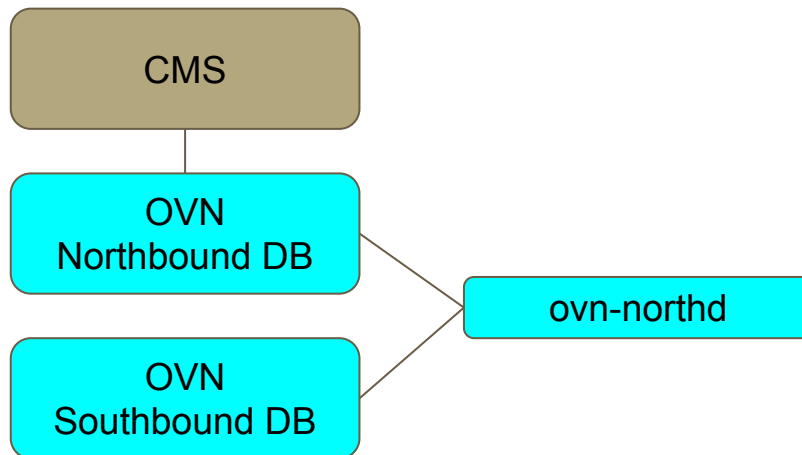 CMS
OVN
Northbound DB
ovn-northd
OVN
Southbound DB